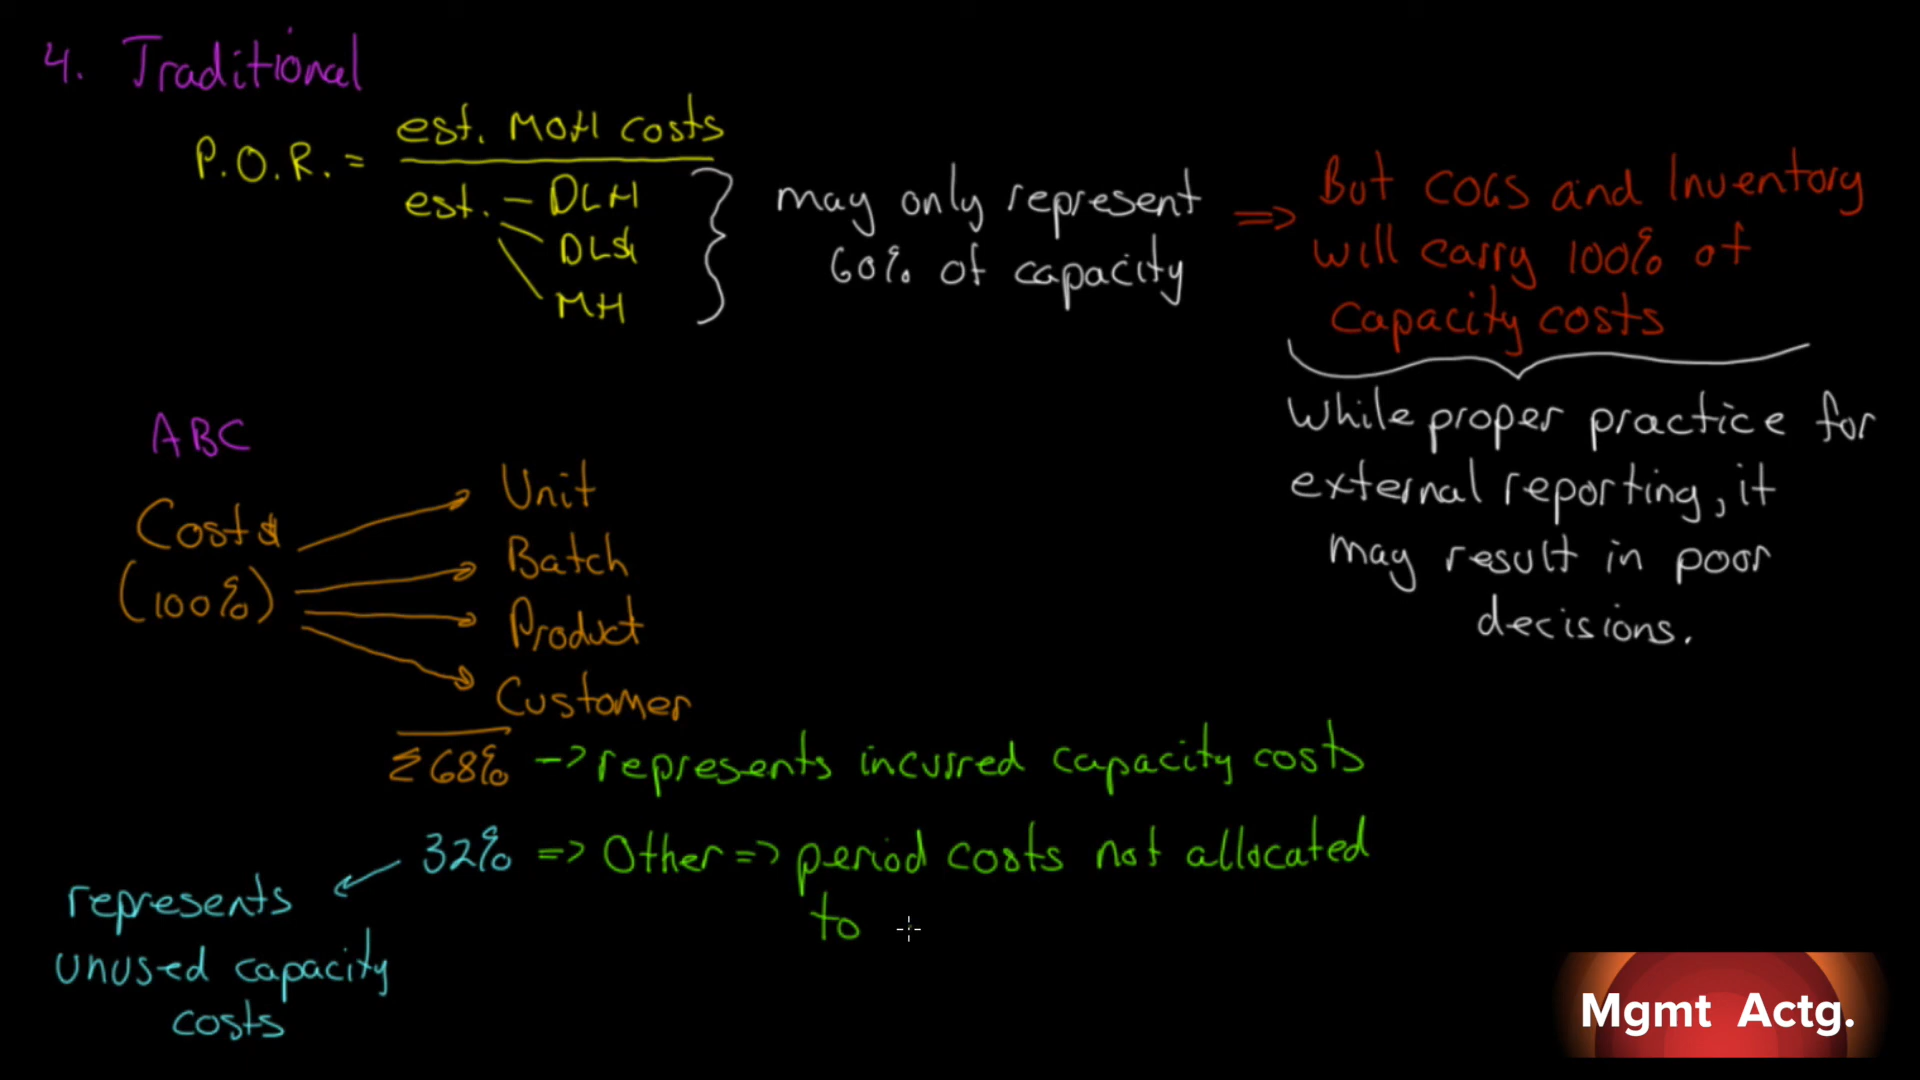 4. Traditional
P.O.R. = est. MOH costs
est. - DLH
DL$
MH
may only represent
60% of capacity
=> But COGS and Inventory
will carry 100% of
capacity costs
While proper practice for
external reporting, it
may result in poor
decisions.
ABC
Costs
(100%)
Unit
Batch
Product
Customer
Σ 68% -> represents incurred capacity costs
32% => Other => period costs not allocated
to
represents
unused capacity
costs
Mgmt Actg.